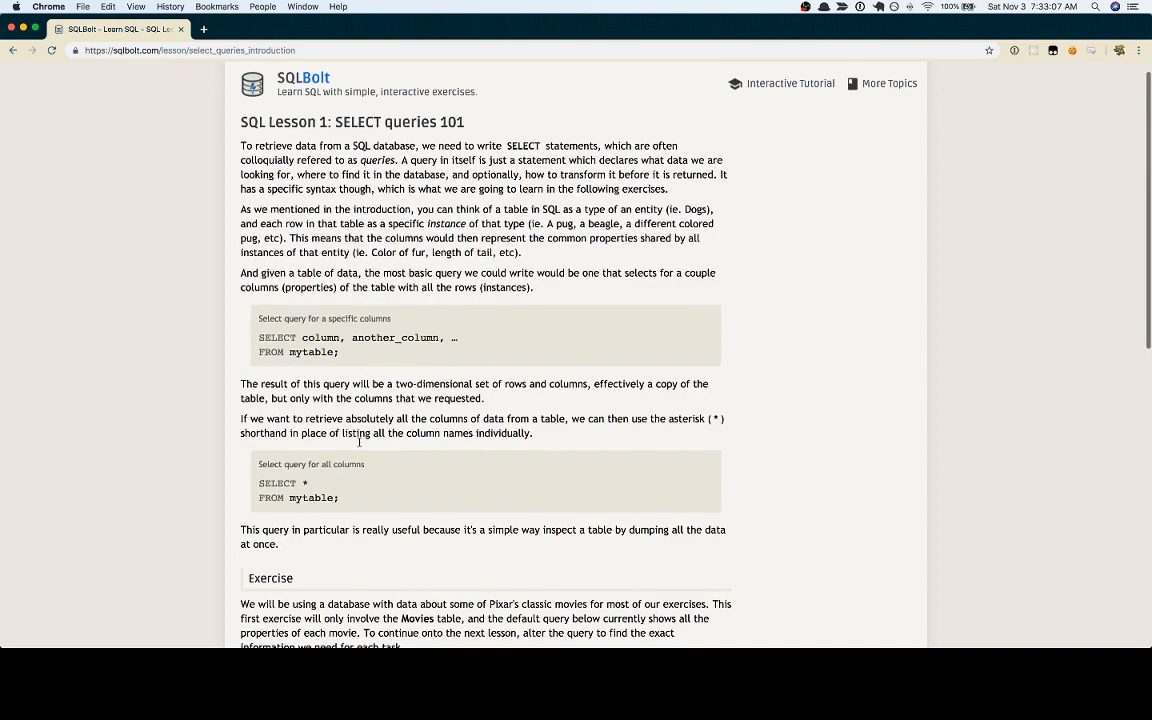 Chrome File Edit View History Bookmarks People Window Help 100% Sat Nov 3 7:33:07 AM
SQLBolt - Learn SQL - SQL Le
https://sqlbolt.com/lesson/select_queries_introduction
SQLBolt
Learn SQL with simple, interactive exercises.
Interactive Tutorial More Topics
SQL Lesson 1: SELECT queries 101
To retrieve data from a SQL database, we need to write SELECT statements, which are often
colloquially refered to as queries. A query in itself is just a statement which declares what data we are
looking for, where to find it in the database, and optionally, how to transform it before it is returned. It
has a specific syntax though, which is what we are going to learn in the following exercises.
As we mentioned in the introduction, you can think of a table in SQL as a type of an entity (ie. Dogs),
and each row in that table as a specific instance of that type (ie. A pug, a beagle, a different colored
pug, etc). This means that the columns would then represent the common properties shared by all
instances of that entity (ie. Color of fur, length of tail, etc).
And given a table of data, the most basic query we could write would be one that selects for a couple
columns (properties) of the table with all the rows (instances).
Select query for a specific columns
SELECT column, another_column, …
FROM mytable;
The result of this query will be a two-dimensional set of rows and columns, effectively a copy of the
table, but only with the columns that we requested.
If we want to retrieve absolutely all the columns of data from a table, we can then use the asterisk (*)
shorthand in place of listing all the column names individually.
Select query for all columns
SELECT *
FROM mytable;
This query in particular is really useful because it's a simple way inspect a table by dumping all the data
at once.
Exercise
We will be using a database with data about some of Pixar's classic movies for most of our exercises. This
first exercise will only involve the Movies table, and the default query below currently shows all the
properties of each movie. To continue onto the next lesson, alter the query to find the exact
information we need for each task.